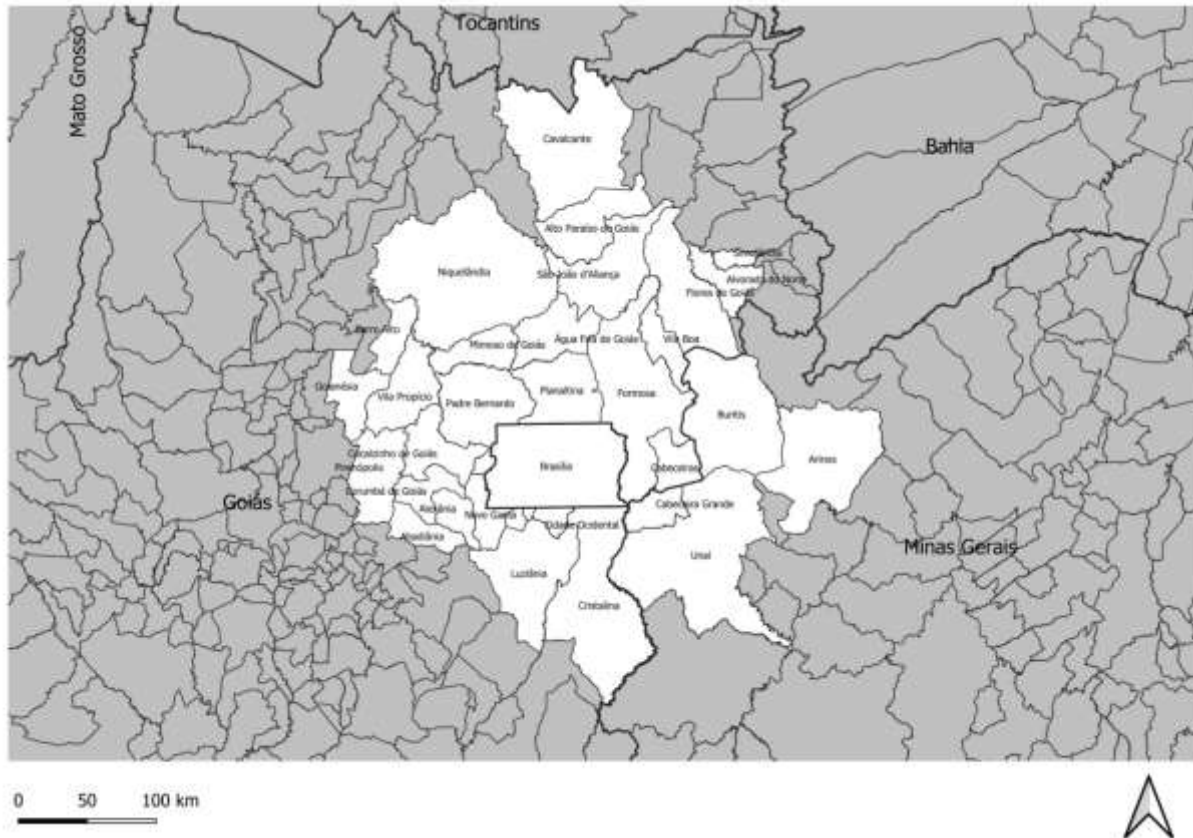 Tocantins
Mato Grosso
Cavalcante
Bahia
Alto Paraíso de Goiás
Niquelândia
São João d'Aliança
Alvorada do Norte
Flores de Goiás
Barro Alto
Mimoso de Goiás
Água Fria de Goiás
Vila Boa
Goianésia
Vila Propício
Padre Bernardo
Planaltina
Formosa
Buritis
Cocalzinho de Goiás
Pirenópolis
Brasília
Cabeceiras
Arinos
Corumbá de Goiás
Goiás
Alexânia
Novo Gama
Cabeceira Grande
Cidade Ocidental
Abadiânia
Minas Gerais
Unaí
Luziânia
Cristalina
0 50 100 km